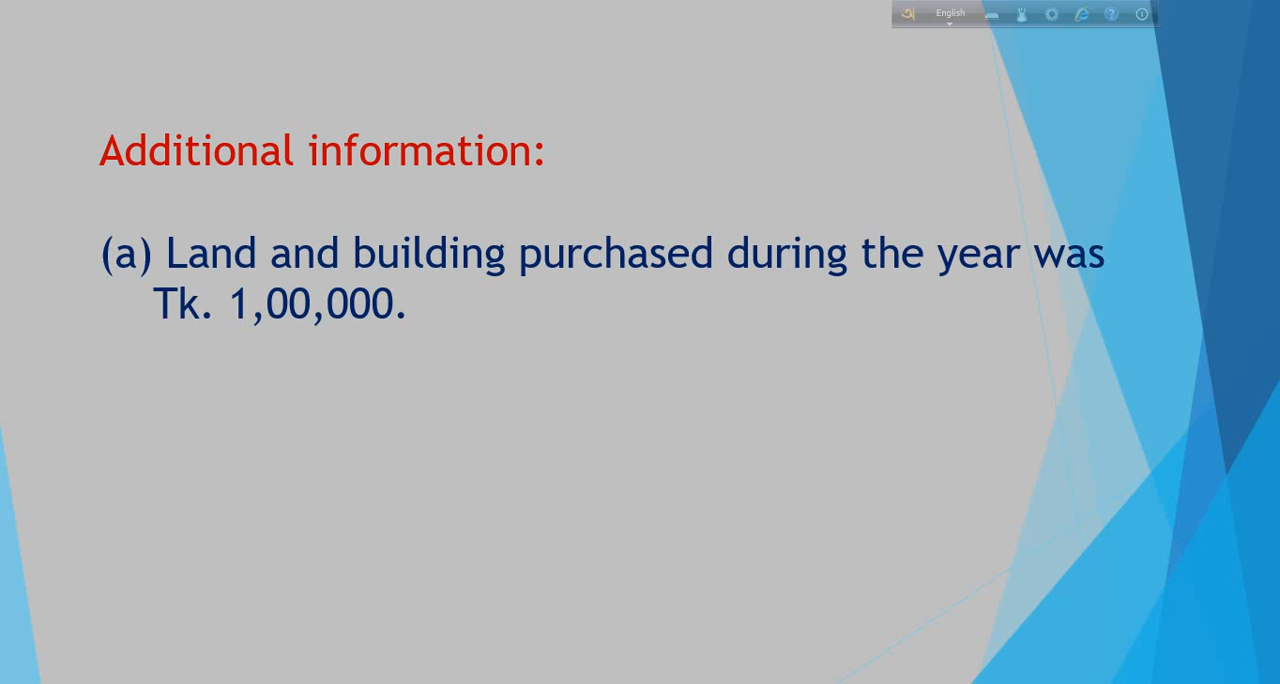 অ English
Additional information:
(a) Land and building purchased during the year was
Tk. 1,00,000.